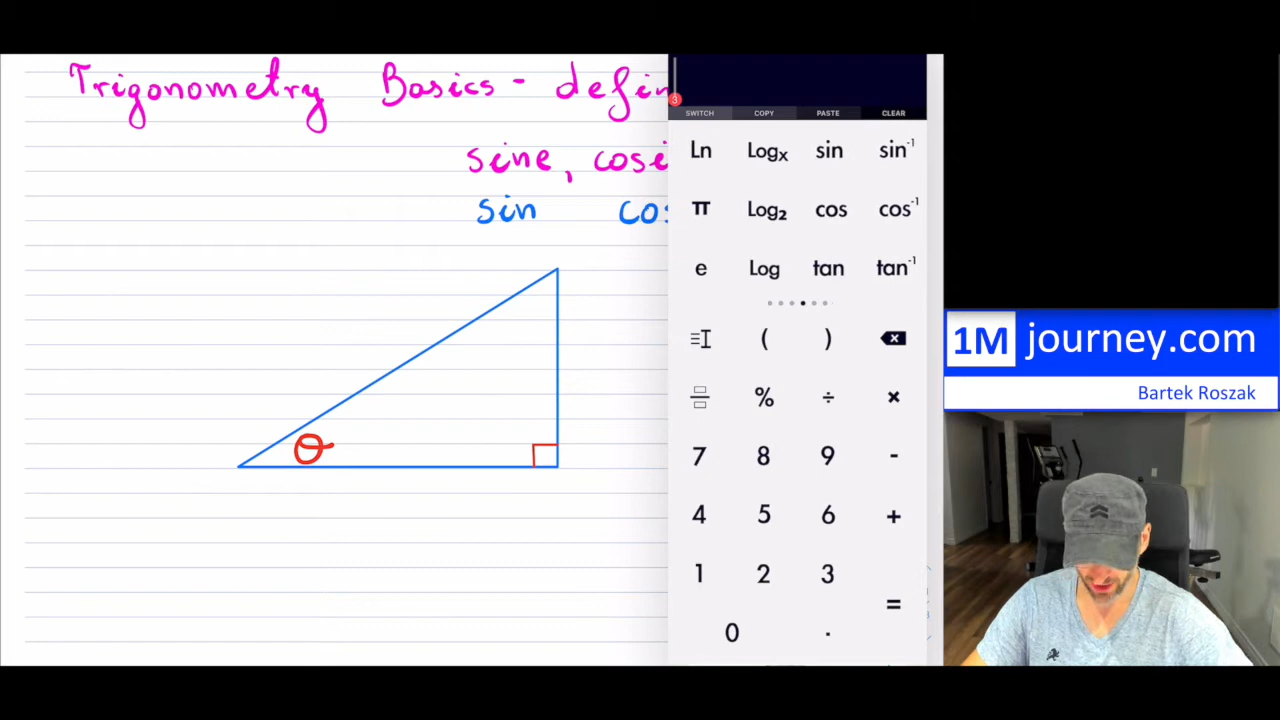 Trigonometry Basics - defin
sine, cosi
sin cos
θ
3
SWITCH COPY PASTE CLEAR
Ln Logx sin sin⁻¹
π Log₂ cos cos⁻¹
e Log tan tan⁻¹
( )
% ÷ ×
7 8 9 -
4 5 6 +
1 2 3
=
0 .
1M journey.com
Bartek Roszak